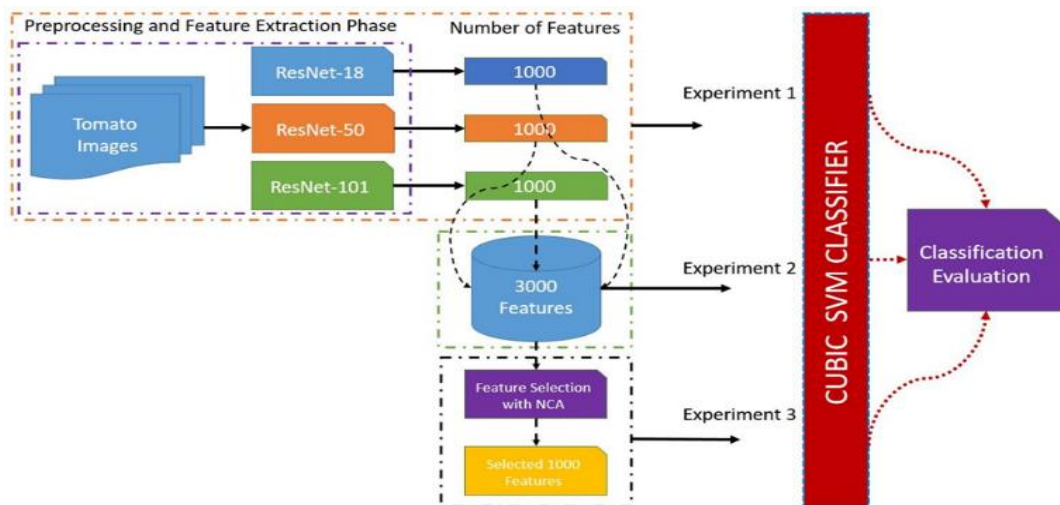 Preprocessing and Feature Extraction Phase
Number of Features
Tomato
Images
ResNet-18
1000
ResNet-50
1000
ResNet-101
1000
Experiment 1
3000
Features
Experiment 2
Feature Selection
with NCA
Selected 1000
Features
Experiment 3
CUBIC SVM CLASSIFIER
Classification
Evaluation